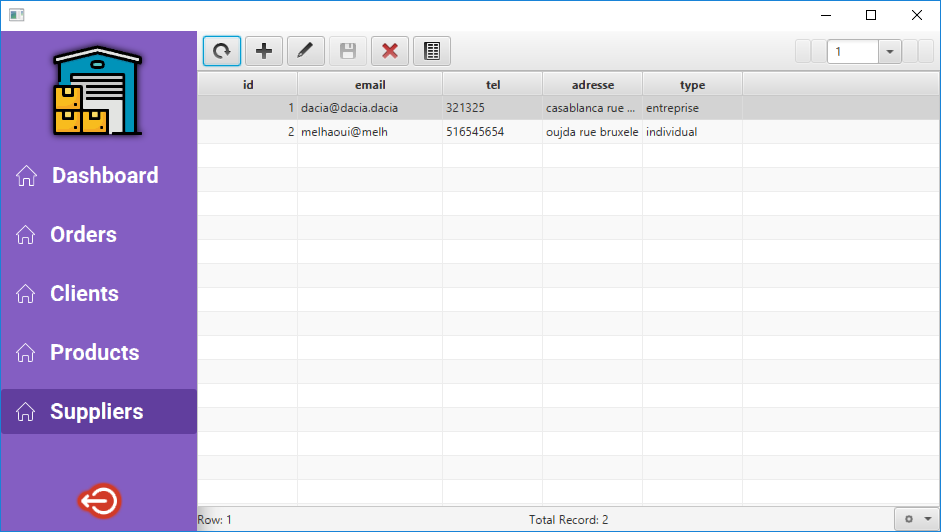 1
id email tel adresse type
1 dacia@dacia.dacia 321325 casablanca rue ... entreprise
2 melhaoui@melh 516545654 oujda rue bruxele individual
Dashboard
Orders
Clients
Products
Suppliers
Row: 1 Total Record: 2